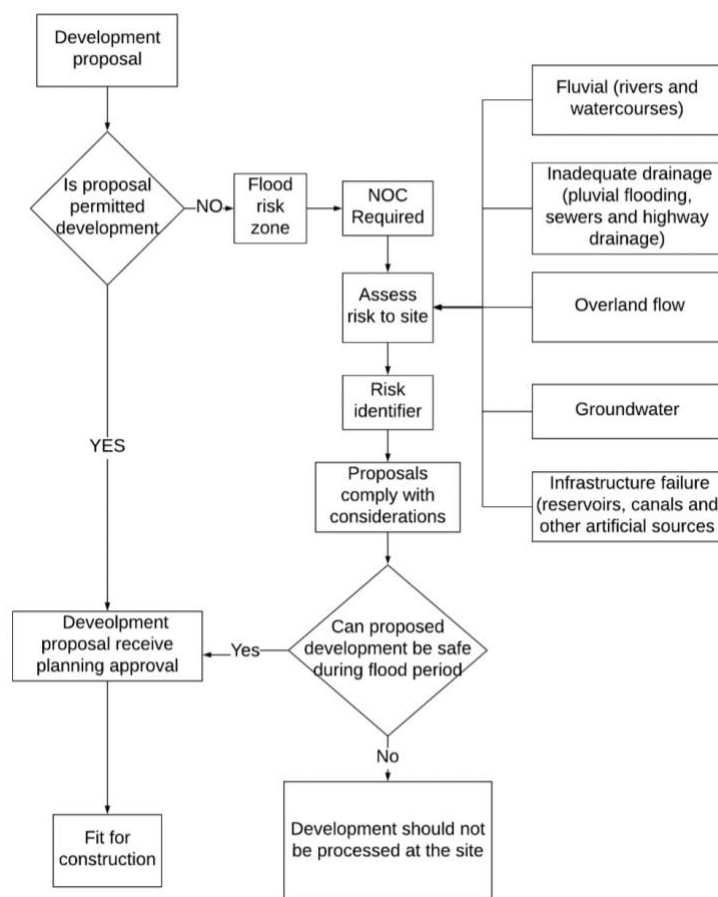 Development
proposal
Is proposal
permitted
development
NO
Flood
risk
zone
NOC
Required
Assess
risk to site
Risk
identifier
Proposals
comply with
considerations
Fluvial (rivers and
watercourses)
Inadequate drainage
(pluvial flooding,
sewers and highway
drainage)
Overland flow
Groundwater
Infrastructure failure
(reservoirs, canals and
other artificial sources
YES
Can proposed
development be safe
during flood period
Yes
Deveolpment
proposal receive
planning approval
No
Fit for
construction
Development should not
be processed at the site